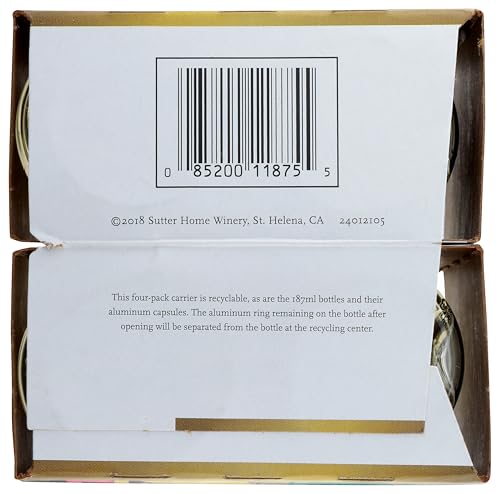 0 85200 11875 5
©2018 Sutter Home Winery, St. Helena, CA 24012105
This four-pack carrier is recyclable, as are the 187ml bottles and their
aluminum capsules. The aluminum ring remaining on the bottle after
opening will be separated from the bottle at the recycling center.